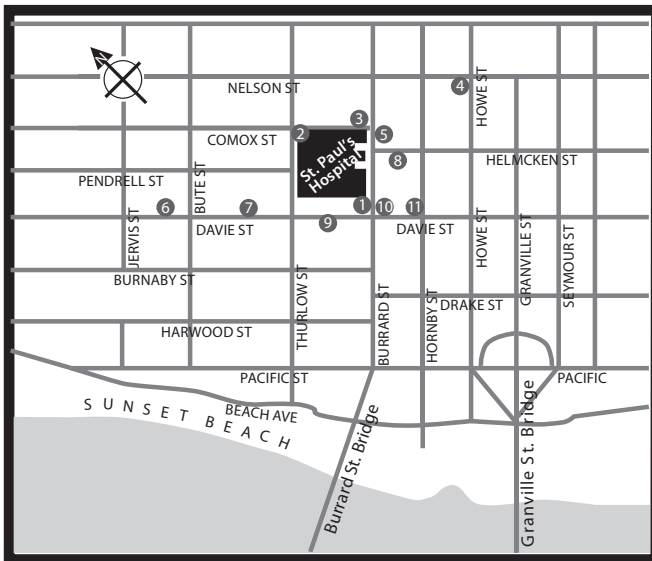 N
NELSON ST
HOWE ST
4
3
COMOX ST
2
5
St. Paul's
Hospital
8
HELMCKEN ST
PENDRELL ST
BUTE ST
JERVIS ST
6
7
1
10
11
9
DAVIE ST
DAVIE ST
HOWE ST
GRANVILLE ST
SEYMOUR ST
BURNABY ST
THURLOW ST
BURRARD ST
HORNBY ST
DRAKE ST
HARWOOD ST
PACIFIC ST
PACIFIC
SUNSET BEACH
BEACH AVE
Burrard St. Bridge
Granville St. Bridge